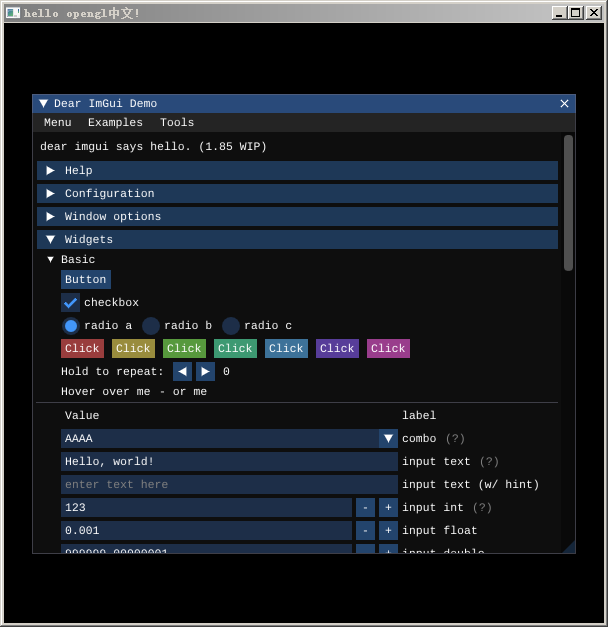 hello opengl中文!
Dear ImGui Demo
Menu Examples Tools
dear imgui says hello. (1.85 WIP)
Help
Configuration
Window options
Widgets
Basic
Button
checkbox
radio a radio b radio c
Click Click Click Click Click Click Click
Hold to repeat: 0
Hover over me - or me
Value label
AAAA combo (?)
Hello, world! input text (?)
enter text here input text (w/ hint)
123 - + input int (?)
0.001 - + input float
999999.00000001 - + input double